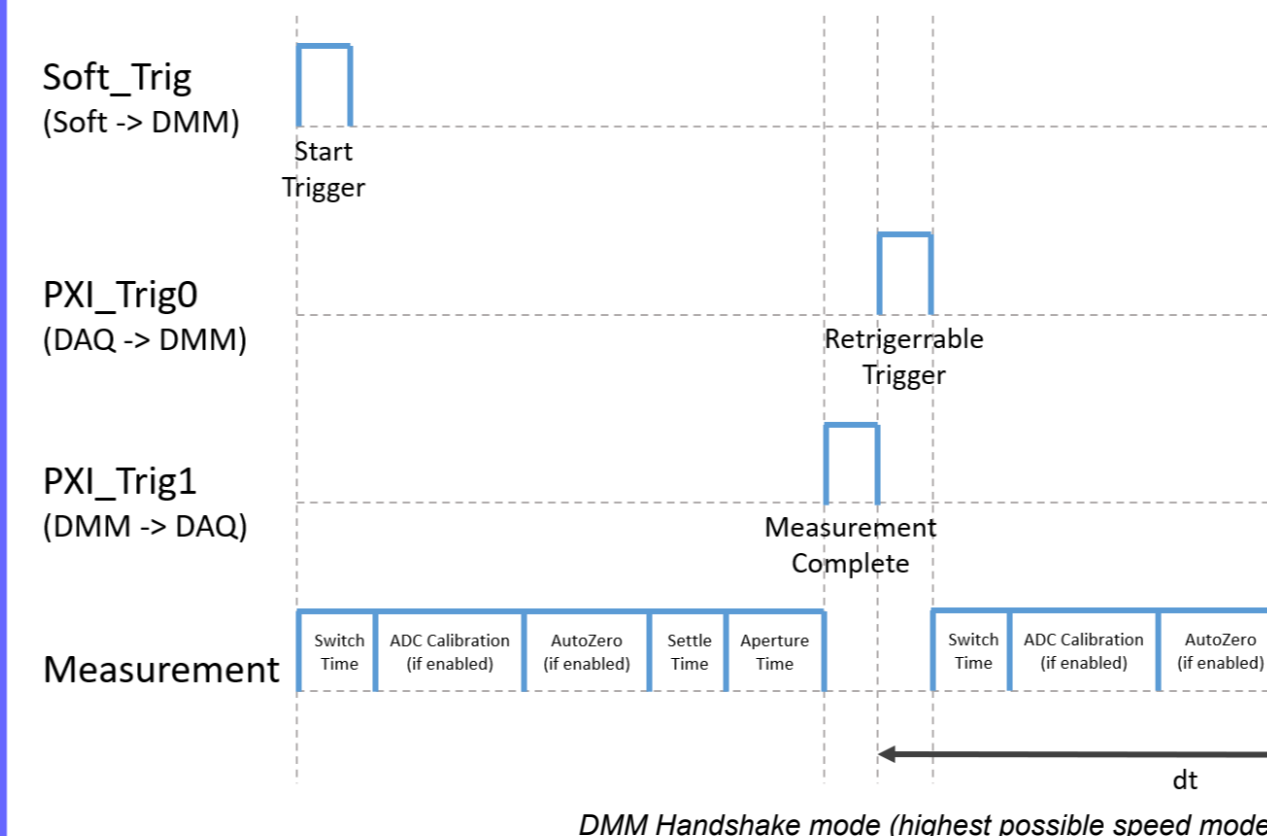 Soft_Trig
(Soft -> DMM)
Start
Trigger
PXI_Trig0
(DAQ -> DMM)
Retrigerrable
Trigger
PXI_Trig1
(DMM -> DAQ)
Measurement
Complete
Measurement
Switch
Time
ADC Calibration
(if enabled)
AutoZero
(if enabled)
Settle
Time
Aperture
Time
Switch
Time
ADC Calibration
(if enabled)
AutoZero
(if enabled)
dt
DMM Handshake mode (highest possible speed mode